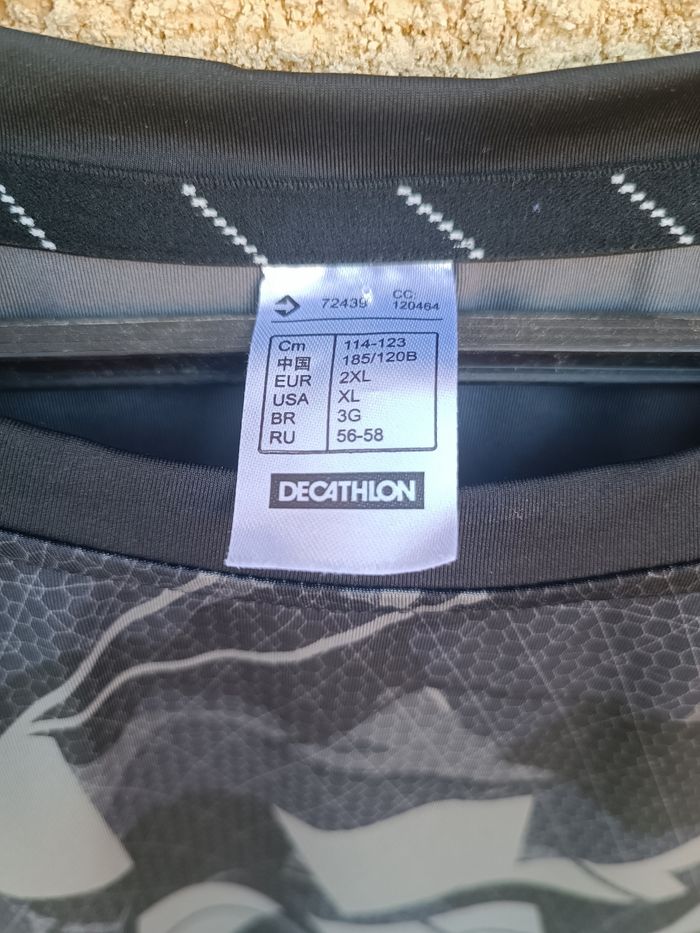 72439 CC:
120464
Cm 114-123
中国 185/120B
EUR 2XL
USA XL
BR 3G
RU 56-58
DECATHLON